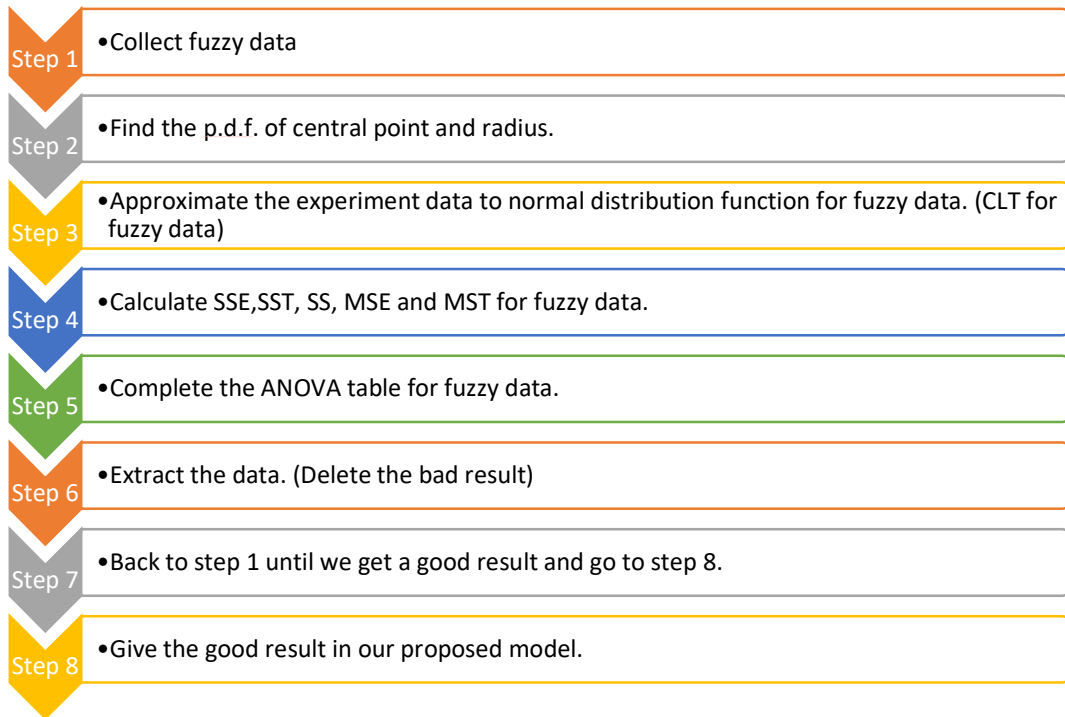 Step 1
•Collect fuzzy data
Step 2
•Find the p.d.f. of central point and radius.
Step 3
•Approximate the experiment data to normal distribution function for fuzzy data. (CLT for
fuzzy data)
Step 4
•Calculate SSE,SST, SS, MSE and MST for fuzzy data.
Step 5
•Complete the ANOVA table for fuzzy data.
Step 6
•Extract the data. (Delete the bad result)
Step 7
•Back to step 1 until we get a good result and go to step 8.
Step 8
•Give the good result in our proposed model.